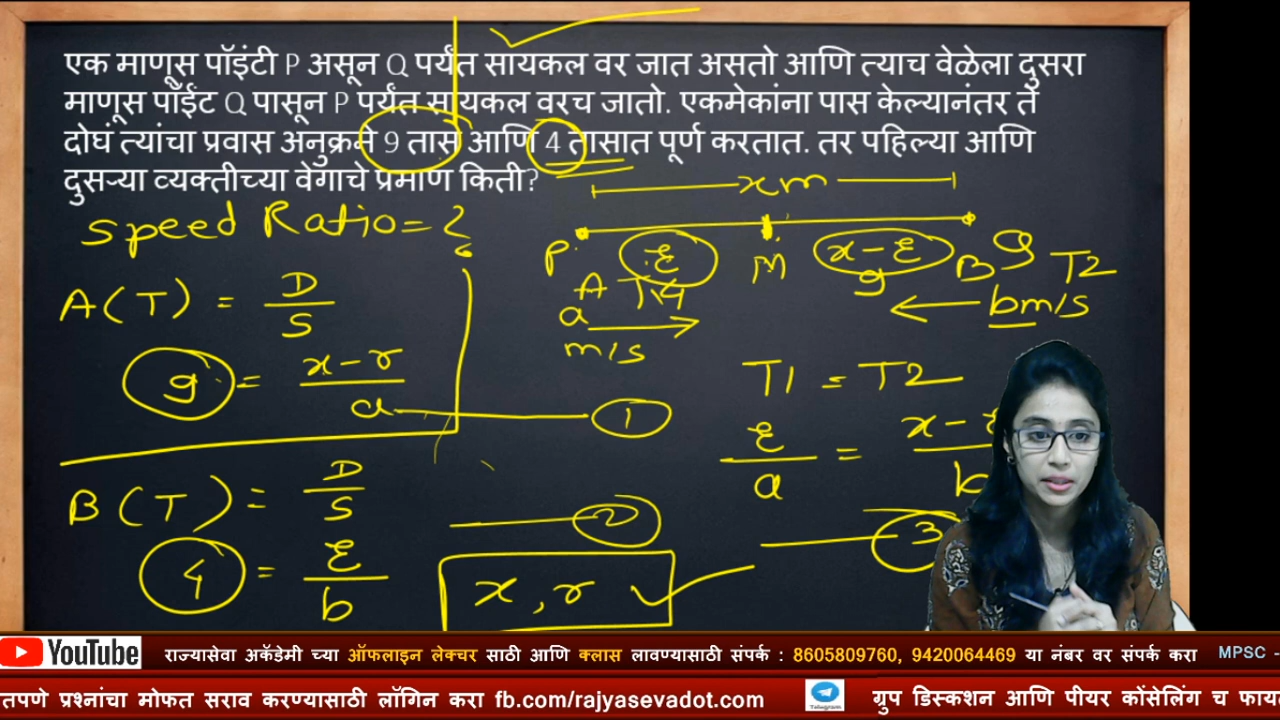 एक माणूस पॉइंटी P असून Q पर्यंत सायकल वर जात असतो आणि त्याच वेळेला दुसरा
माणूस पॉईंट Q पासून P पर्यंत सायकल वरच जातो. एकमेकांना पास केल्यानंतर ते
दोघं त्यांचा प्रवास अनुक्रमे 9 तास आणि 4 तासात पूर्ण करतात. तर पहिल्या आणि
दुसऱ्या व्यक्तीच्या वेगाचे प्रमाण किती?
xm
Speed Ratio = ?
P
M
B
T2
A
a
m/s
bm/s
A(T) = D/S
9 = x-r/a
1
T1 = T2
B(T) = D/S
2
3
x, r
YouTube
राज्यासेवा अकॅडेमी च्या ऑफलाइन लेक्चर साठी आणि क्लास लावण्यासाठी संपर्क : 8605809760, 9420064469 या नंबर वर संपर्क करा
MPSC -
तपणे प्रश्नांचा मोफत सराव करण्यासाठी लॉगिन करा fb.com/rajyasevadot.com
Telegram
ग्रुप डिस्कशन आणि पीयर कोंसेलिंग च फाय